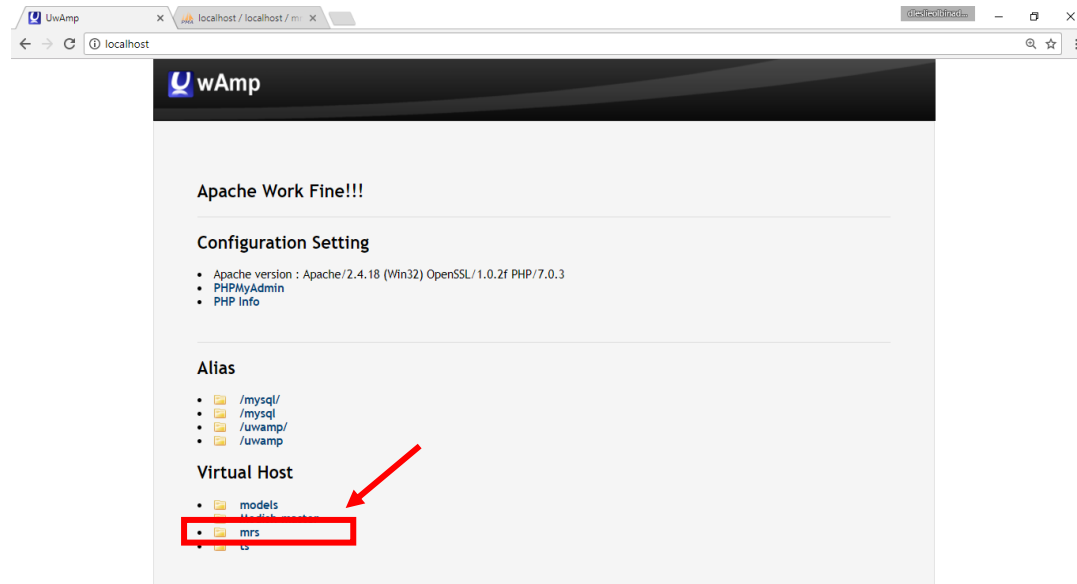 UwAmp
localhost / localhost / m
localhost
wAmp
Apache Work Fine!!!
Configuration Setting
Apache version : Apache/2.4.18 (Win32) OpenSSL/1.0.2f PHP/7.0.3
PHPMyAdmin
PHP Info
Alias
/mysql/
/mysql
/uwamp/
/uwamp
Virtual Host
models
mrs